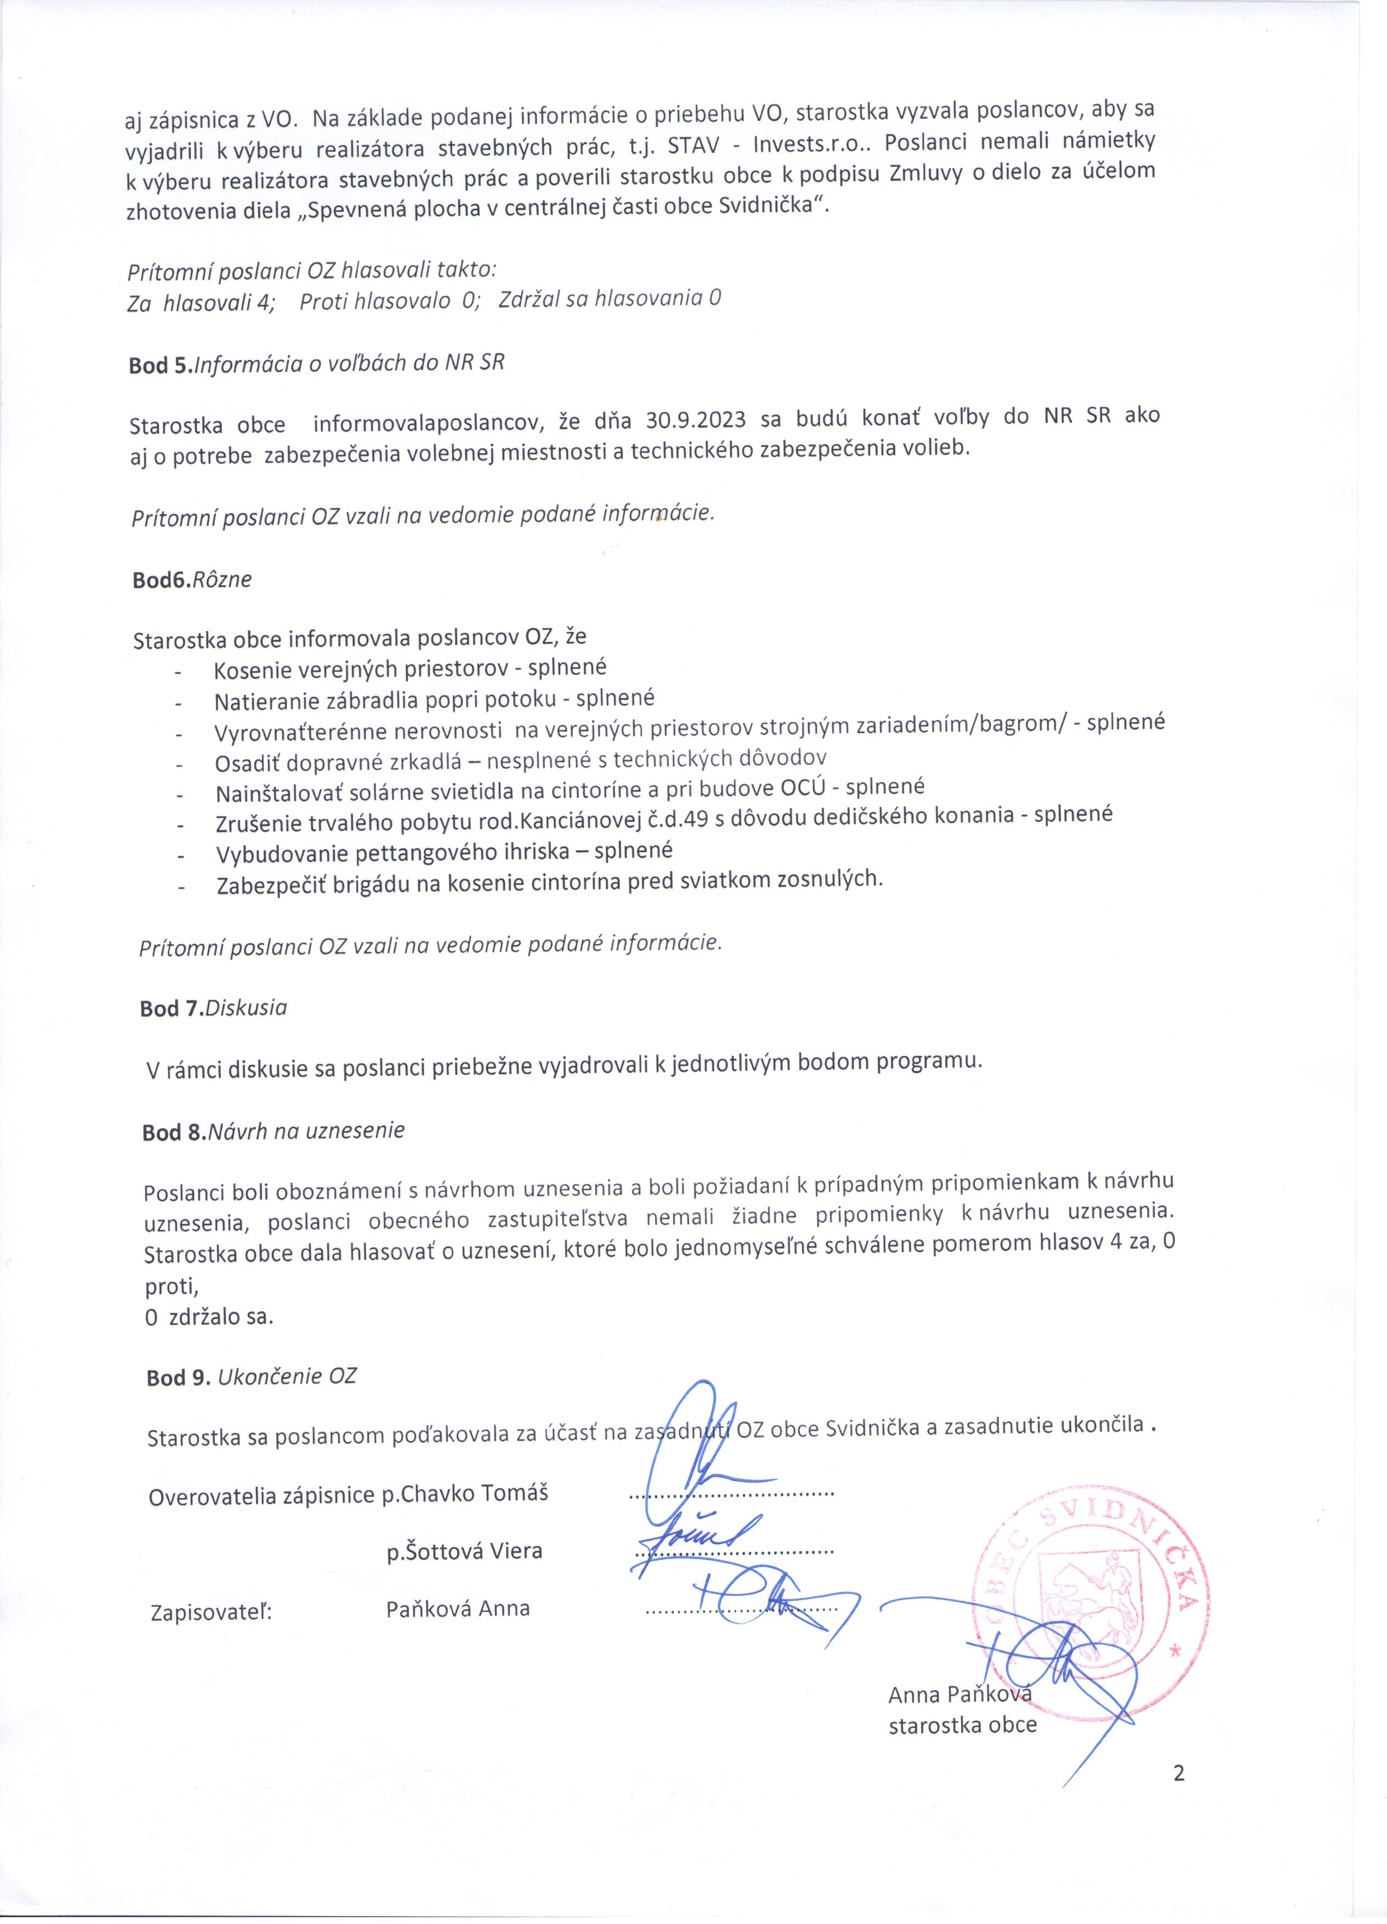 aj zápisnica z VO.  Na základe podanej informácie o priebehu VO, starostka vyzvala poslancov, aby sa
vyjadrili k výberu realizátora stavebných prác, t.j. STAV - Invests.r.o.. Poslanci nemali námietky
k výberu realizátora stavebných prác a poverili starostku obce k podpisu Zmluvy o dielo za účelom
zhotovenia diela „Spevnená plocha v centrálnej časti obce Svidnička“.
Prítomní poslanci OZ hlasovali takto:
Za  hlasovali 4;   Proti hlasovalo  0;  Zdržal sa hlasovania 0
Bod 5.Informácia o voľbách do NR SR
Starostka obce  informovalaposlancov, že dňa 30.9.2023 sa budú konať voľby do NR SR ako
aj o potrebe  zabezpečenia volebnej miestnosti a technického zabezpečenia volieb.
Prítomní poslanci OZ vzali na vedomie podané informácie.
Bod6.Rôzne
Starostka obce informovala poslancov OZ, že
- Kosenie verejných priestorov - splnené
- Natieranie zábradlia popri potoku - splnené
- Vyrovnaťterénne nerovnosti  na verejných priestorov strojným zariadením/bagrom/ - splnené
- Osadiť dopravné zrkadlá – nesplnené s technických dôvodov
- Nainštalovať solárne svietidla na cintoríne a pri budove OCÚ - splnené
- Zrušenie trvalého pobytu rod.Kanciánovej č.d.49 s dôvodu dedičského konania - splnené
- Vybudovanie pettangového ihriska – splnené
- Zabezpečiť brigádu na kosenie cintorína pred sviatkom zosnulých.
Prítomní poslanci OZ vzali na vedomie podané informácie.
Bod 7.Diskusia
V rámci diskusie sa poslanci priebežne vyjadrovali k jednotlivým bodom programu.
Bod 8.Návrh na uznesenie
Poslanci boli oboznámení s návrhom uznesenia a boli požiadaní k prípadným pripomienkam k návrhu
uznesenia, poslanci obecného zastupiteľstva nemali žiadne pripomienky k návrhu uznesenia.
Starostka obce dala hlasovať o uznesení, ktoré bolo jednomyseľné schválene pomerom hlasov 4 za, 0
proti,
0  zdržalo sa.
Bod 9. Ukončenie OZ
Starostka sa poslancom poďakovala za účasť na zasadnutí OZ obce Svidnička a zasadnutie ukončila .
Overovatelia zápisnice p.Chavko Tomáš ..................................
p.Šottová Viera ..................................
Zapisovateľ: Paňková Anna ..................................
OBEC SVIDNIČKA *
Anna Paňková
starostka obce
2